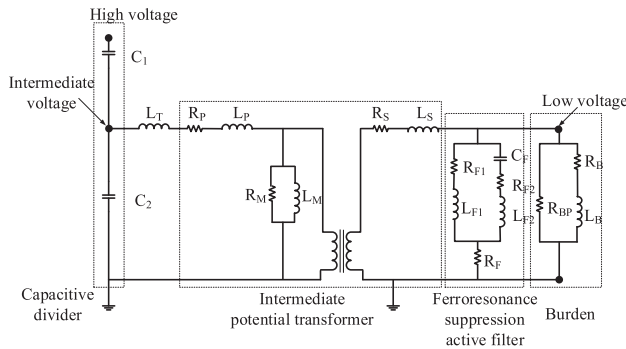 High voltage
C1
Intermediate
voltage
LT
RP
LP
RS
LS
Low voltage
C2
RM
LM
RF1
LF1
CF
RF2
LF2
RF
RBP
RB
LB
Capacitive
divider
Intermediate
potential transformer
Ferroresonance
suppression
active filter
Burden